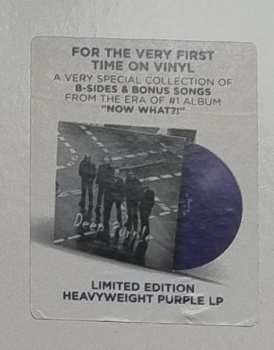 FOR THE VERY FIRST
TIME ON VINYL
A VERY SPECIAL COLLECTION OF
B-SIDES & BONUS SONGS
FROM THE ERA OF #1 ALBUM
"NOW WHAT?!"
Deep Purple
LIMITED EDITION
HEAVYWEIGHT PURPLE LP